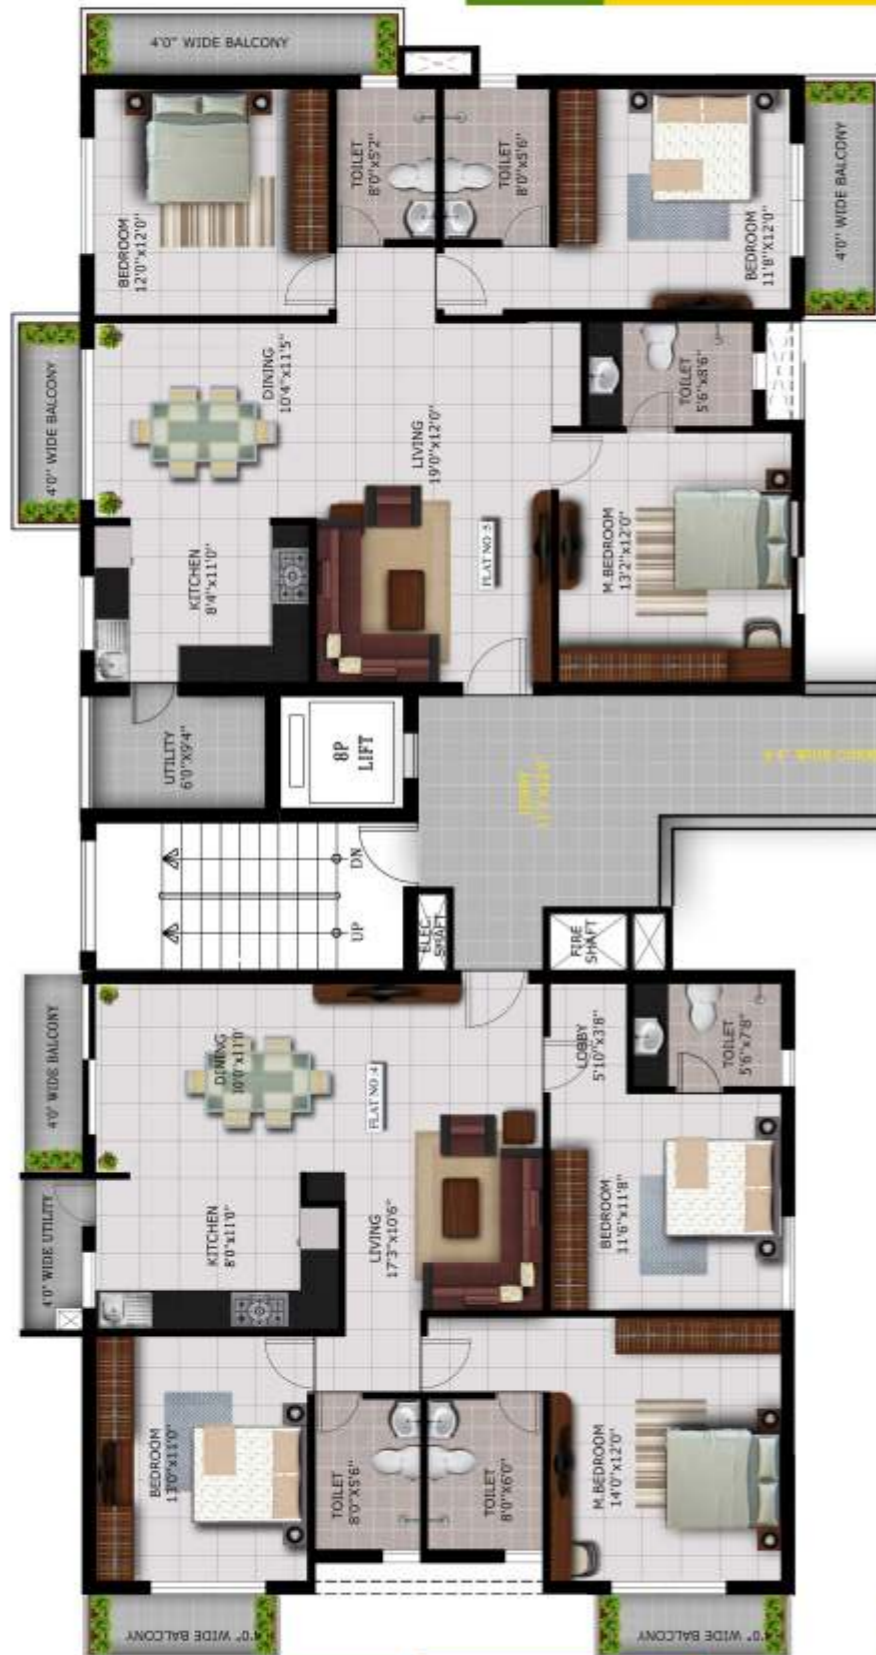 4'0" WIDE BALCONY
BEDROOM
12'0"x12'0"
TOILET
8'0"x5'2"
TOILET
8'0"x5'6"
BEDROOM
11'8"x12'0"
4'0" WIDE BALCONY
4'0" WIDE BALCONY
DINING
10'4"x11'5"
LIVING
19'0"x12'0"
TOILET
5'6"x8'6"
KITCHEN
8'4"x11'0"
FLAT NO :5
M.BEDROOM
13'2"x12'0"
UTILITY
6'0"X9'4"
8P
LIFT
DN
UP
ELEC
SHAFT
FIRE
SHAFT
4'0" WIDE BALCONY
DINING
10'0"x11'0"
FLAT NO :4
LOBBY
5'10"x3'8"
TOILET
5'6"x7'8"
4'0" WIDE UTILITY
KITCHEN
8'0"x11'0"
LIVING
17'3"x10'6"
BEDROOM
11'6"x11'8"
BEDROOM
13'0"x11'0"
TOILET
8'0"X5'6"
TOILET
8'0"X6'0"
M.BEDROOM
14'0"x12'0"
4'0" WIDE BALCONY
4'0" WIDE BALCONY